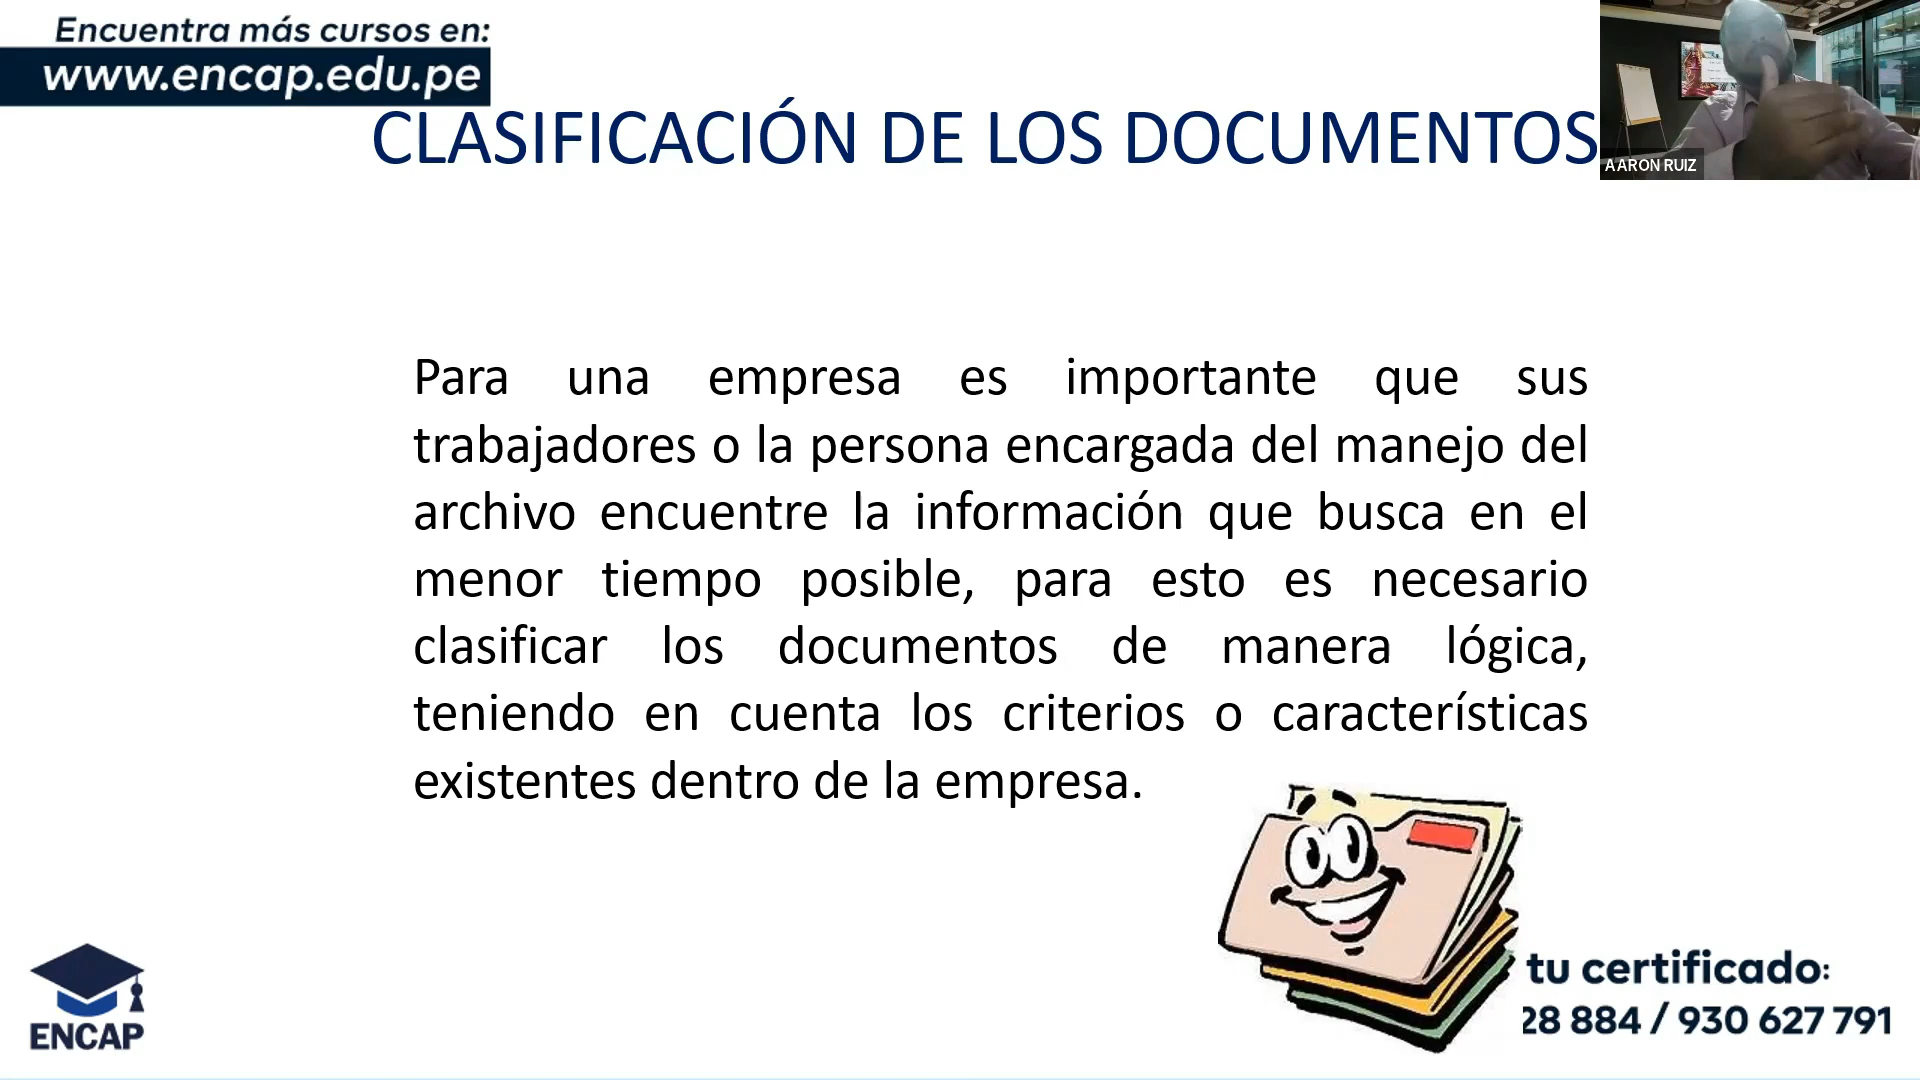 Encuentra más cursos en:
www.encap.edu.pe
CLASIFICACIÓN DE LOS DOCUMENTOS
AARON RUIZ
Para una empresa es importante que sus
trabajadores o la persona encargada del manejo del
archivo encuentre la información que busca en el
menor tiempo posible, para esto es necesario
clasificar los documentos de manera lógica,
teniendo en cuenta los criterios o características
existentes dentro de la empresa.
tu certificado:
28 884 / 930 627 791
ENCAP